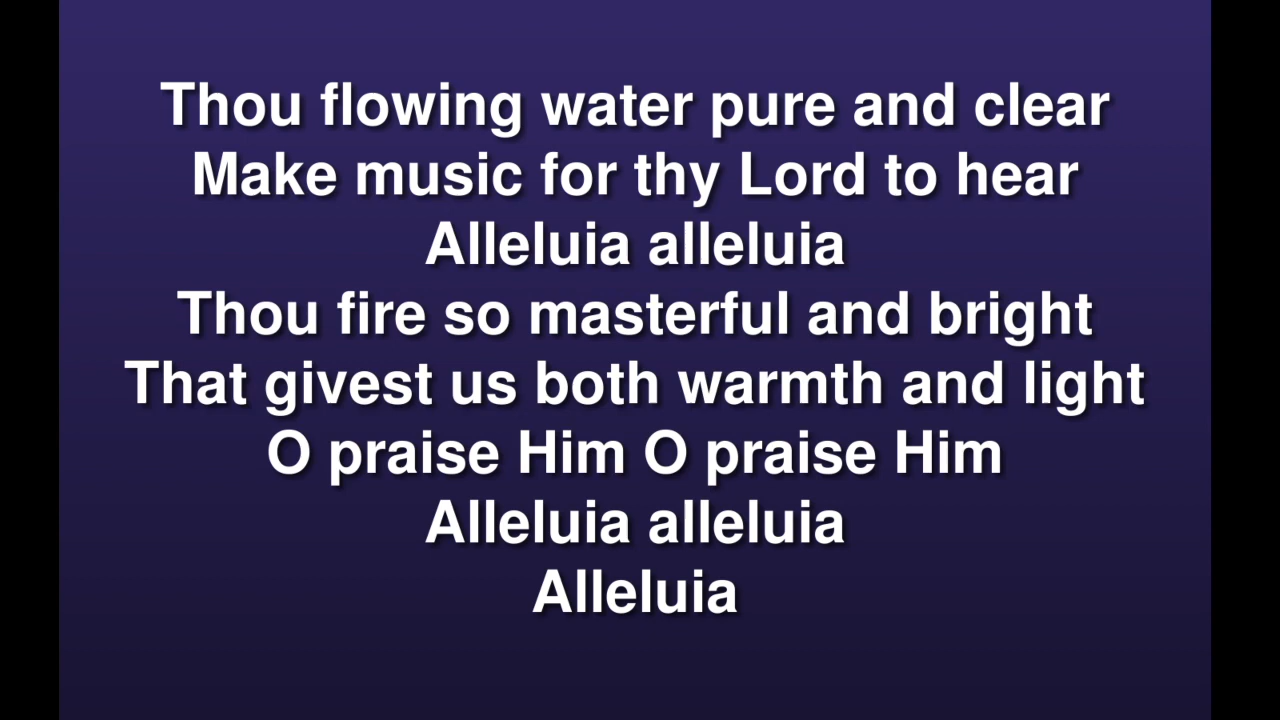 Thou flowing water pure and clear
Make music for thy Lord to hear
Alleluia alleluia
Thou fire so masterful and bright
That givest us both warmth and light
O praise Him O praise Him
Alleluia alleluia
Alleluia